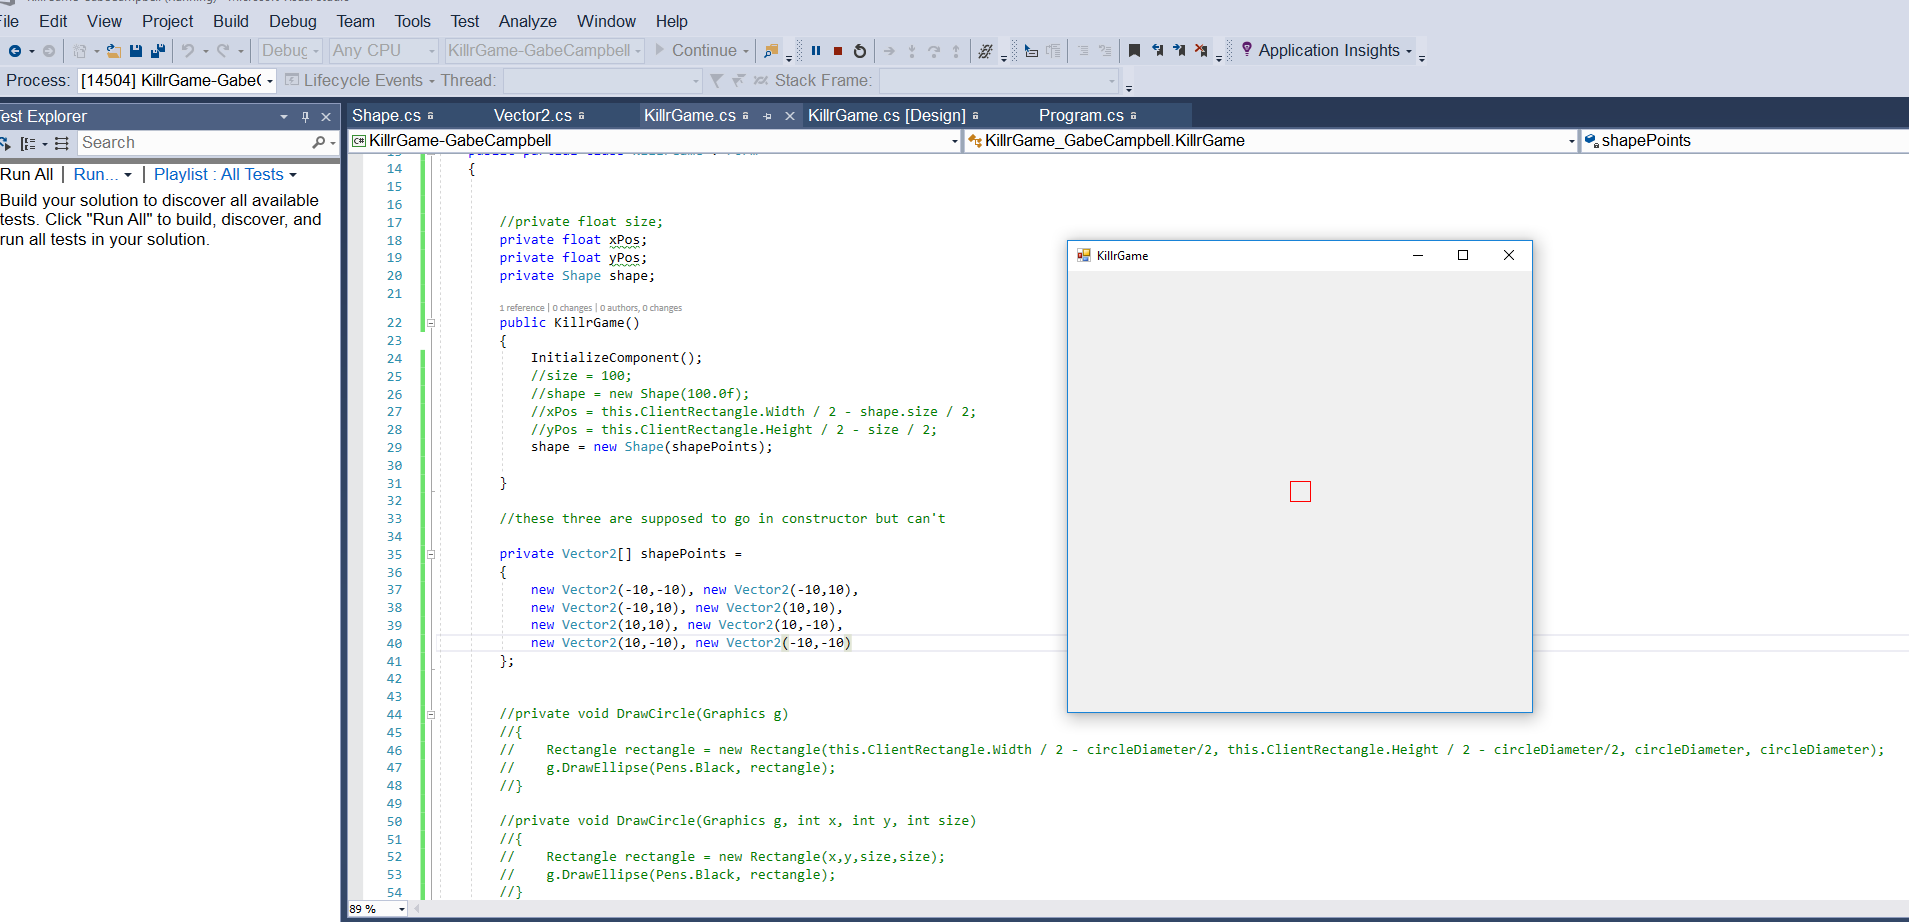 File Edit View Project Build Debug Team Tools Test Analyze Window Help
Debug Any CPU KillrGame-GabeCampbell Continue Application Insights
Process: [14504] KillrGame-GabeC Lifecycle Events Thread: Stack Frame:
Test Explorer
Search
Run All | Run... | Playlist : All Tests
Build your solution to discover all available
tests. Click "Run All" to build, discover, and
run all tests in your solution.
Shape.cs Vector2.cs KillrGame.cs KillrGame.cs [Design] Program.cs
KillrGame-GabeCampbell KillrGame_GabeCampbell.KillrGame shapePoints
14 {
15
16
17 //private float size;
18 private float xPos;
19 private float yPos;
20 private Shape shape;
21
1 reference | 0 changes | 0 authors, 0 changes
22 public KillrGame()
23 {
24 InitializeComponent();
25 //size = 100;
26 //shape = new Shape(100.0f);
27 //xPos = this.ClientRectangle.Width / 2 - shape.size / 2;
28 //yPos = this.ClientRectangle.Height / 2 - size / 2;
29 shape = new Shape(shapePoints);
30
31 }
32
33 //these three are supposed to go in constructor but can't
34
35 private Vector2[] shapePoints =
36 {
37 new Vector2(-10,-10), new Vector2(-10,10),
38 new Vector2(-10,10), new Vector2(10,10),
39 new Vector2(10,10), new Vector2(10,-10),
40 new Vector2(10,-10), new Vector2(-10,-10)
41 };
42
43
44 //private void DrawCircle(Graphics g)
45 //{
46 // Rectangle rectangle = new Rectangle(this.ClientRectangle.Width / 2 - circleDiameter/2, this.ClientRectangle.Height / 2 - circleDiameter/2, circleDiameter, circleDiameter);
47 // g.DrawEllipse(Pens.Black, rectangle);
48 //}
49
50 //private void DrawCircle(Graphics g, int x, int y, int size)
51 //{
52 // Rectangle rectangle = new Rectangle(x,y,size,size);
53 // g.DrawEllipse(Pens.Black, rectangle);
54 //}
89 %
KillrGame